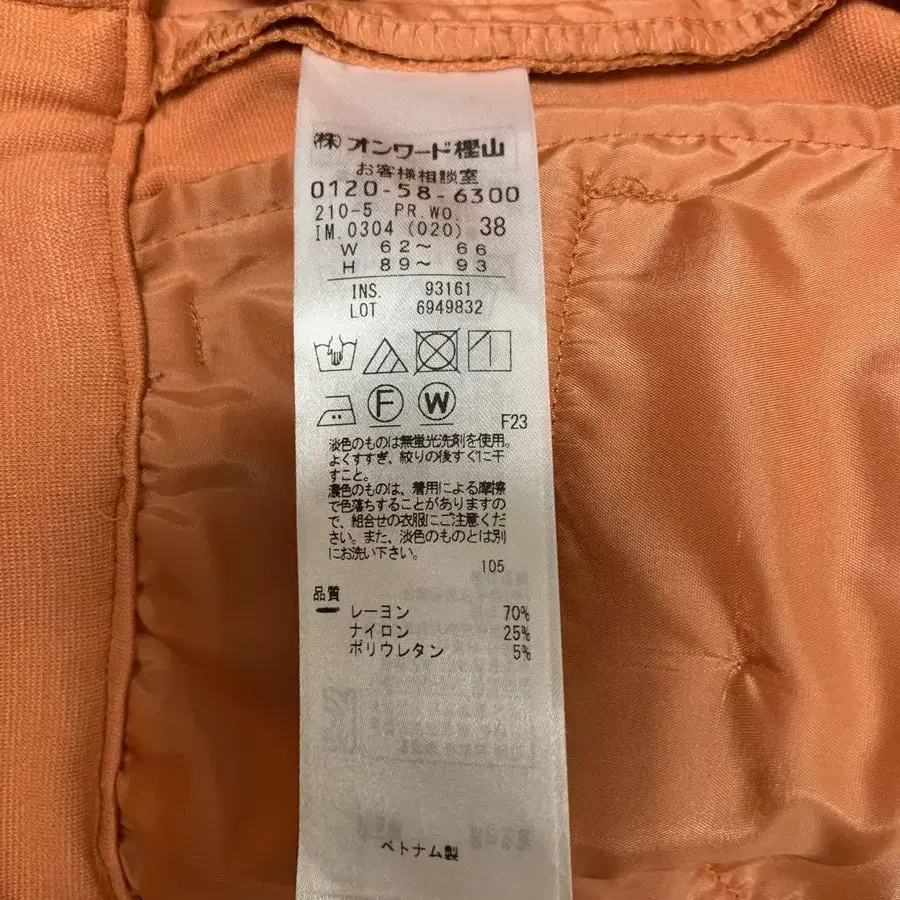 ㈱オンワード樫山
お客様相談室
0120-58-6300
210-5 PR.WO.
IM.0304 (020) 38
W 62〜 66
H 89〜 93
INS. 93161
LOT 6949832
F W
F23
淡色のものは無蛍光洗剤を使用。
よくすすぎ、絞りの後すぐに干
すこと。
濃色のものは、着用による摩擦
で色落ちすることがありますの
で、組合せの衣服にご注意くだ
さい。また、淡色のものとは別
にお洗い下さい。
105
品質
レーヨン 70%
ナイロン 25%
ポリウレタン 5%
ベトナム製